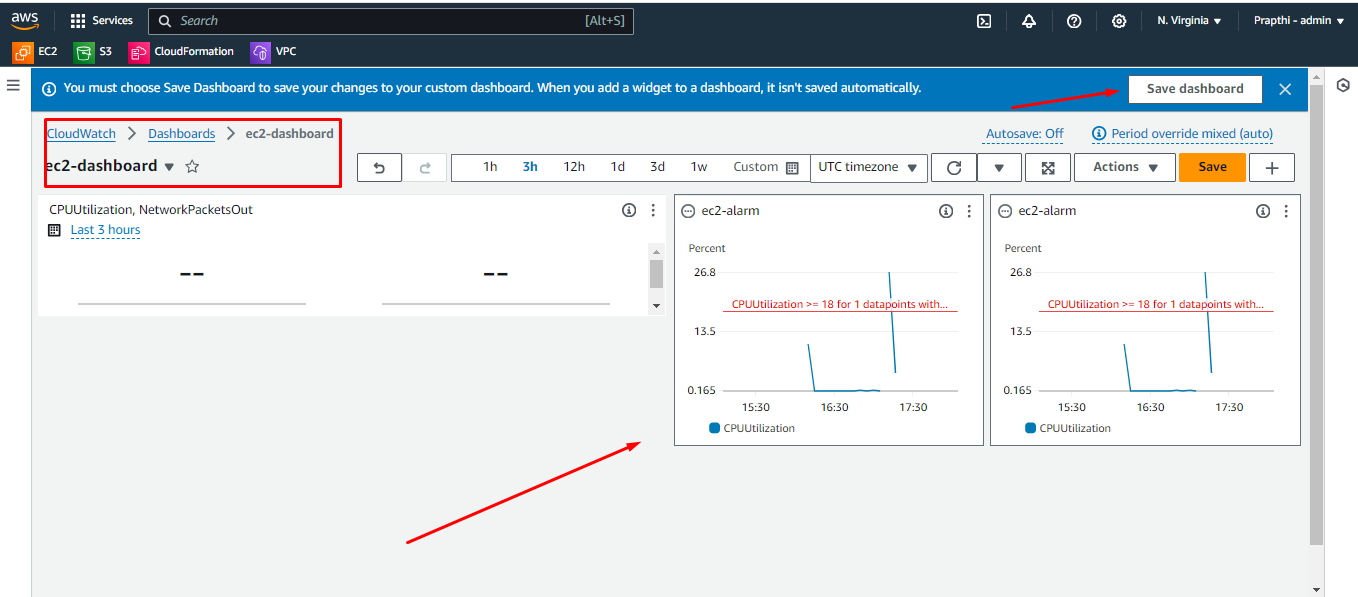 aws Services Search [Alt+S] N. Virginia Prapthi - admin
EC2 S3 CloudFormation VPC
You must choose Save Dashboard to save your changes to your custom dashboard. When you add a widget to a dashboard, it isn't saved automatically. Save dashboard
CloudWatch Dashboards ec2-dashboard Autosave: Off Period override mixed (auto)
ec2-dashboard 1h 3h 12h 1d 3d 1w Custom UTC timezone Actions Save
CPUUtilization, NetworkPacketsOut
Last 3 hours
--  --
ec2-alarm
Percent
26.8
CPUUtilization >= 18 for 1 datapoints with...
13.5
0.165
15:30 16:30 17:30
CPUUtilization
ec2-alarm
Percent
26.8
CPUUtilization >= 18 for 1 datapoints with...
13.5
0.165
15:30 16:30 17:30
CPUUtilization